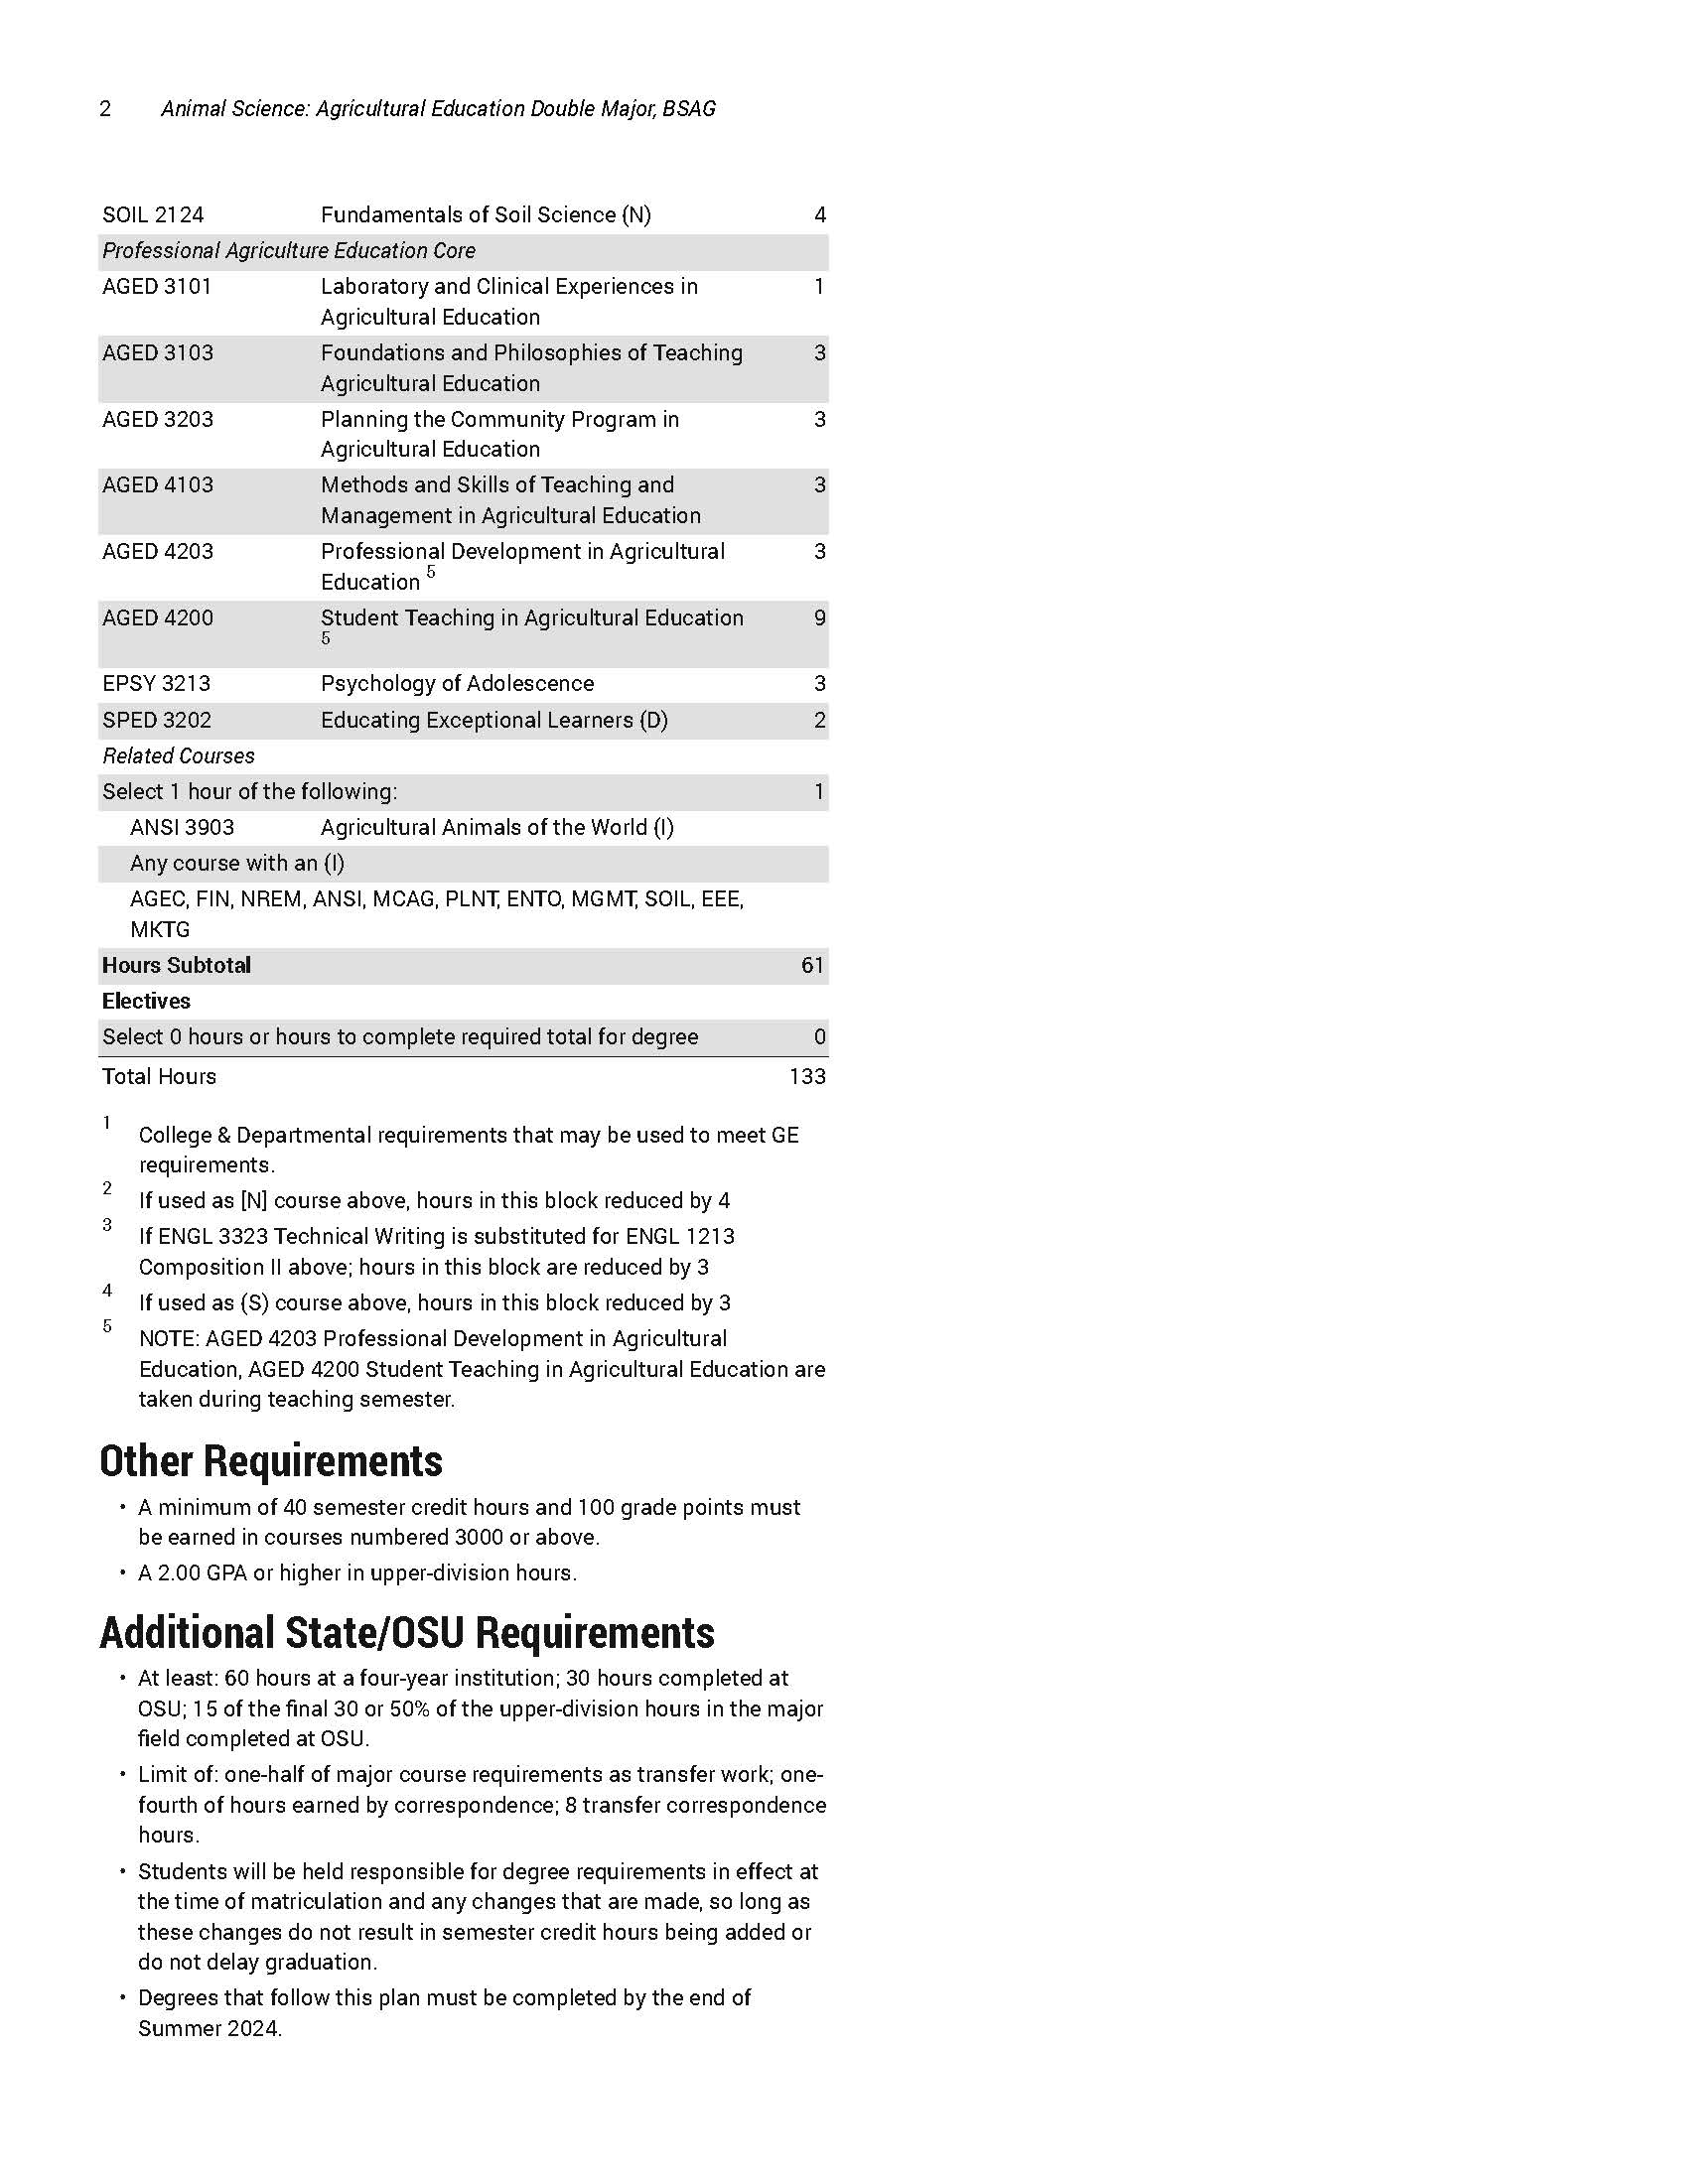 2 Animal Science: Agricultural Education Double Major, BSAG
SOIL 2124 Fundamentals of Soil Science (N) 4
Professional Agriculture Education Core
AGED 3101 Laboratory and Clinical Experiences in 1
Agricultural Education
AGED 3103 Foundations and Philosophies of Teaching 3
Agricultural Education
AGED 3203 Planning the Community Program in 3
Agricultural Education
AGED 4103 Methods and Skills of Teaching and 3
Management in Agricultural Education
AGED 4203 Professional Development in Agricultural 3
Education 5
AGED 4200 Student Teaching in Agricultural Education 9
5
EPSY 3213 Psychology of Adolescence 3
SPED 3202 Educating Exceptional Learners (D) 2
Related Courses
Select 1 hour of the following: 1
ANSI 3903 Agricultural Animals of the World (I)
Any course with an (I)
AGEC, FIN, NREM, ANSI, MCAG, PLNT, ENTO, MGMT, SOIL, EEE,
MKTG
Hours Subtotal 61
Electives
Select 0 hours or hours to complete required total for degree 0
Total Hours 133
1 College & Departmental requirements that may be used to meet GE
requirements.
2 If used as [N] course above, hours in this block reduced by 4
3 If ENGL 3323 Technical Writing is substituted for ENGL 1213
Composition II above; hours in this block are reduced by 3
4 If used as (S) course above, hours in this block reduced by 3
5 NOTE: AGED 4203 Professional Development in Agricultural
Education, AGED 4200 Student Teaching in Agricultural Education are
taken during teaching semester.
Other Requirements
• A minimum of 40 semester credit hours and 100 grade points must
be earned in courses numbered 3000 or above.
• A 2.00 GPA or higher in upper-division hours.
Additional State/OSU Requirements
• At least: 60 hours at a four-year institution; 30 hours completed at
OSU; 15 of the final 30 or 50% of the upper-division hours in the major
field completed at OSU.
• Limit of: one-half of major course requirements as transfer work; one-
fourth of hours earned by correspondence; 8 transfer correspondence
hours.
• Students will be held responsible for degree requirements in effect at
the time of matriculation and any changes that are made, so long as
these changes do not result in semester credit hours being added or
do not delay graduation.
• Degrees that follow this plan must be completed by the end of
Summer 2024.